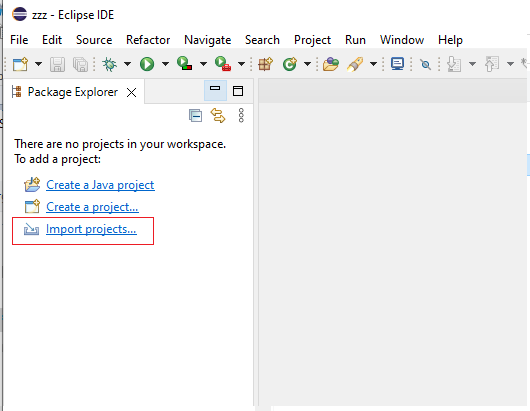 zzz - Eclipse IDE
File Edit Source Refactor Navigate Search Project Run Window Help
Package Explorer
There are no projects in your workspace.
To add a project:
Create a Java project
Create a project...
Import projects...